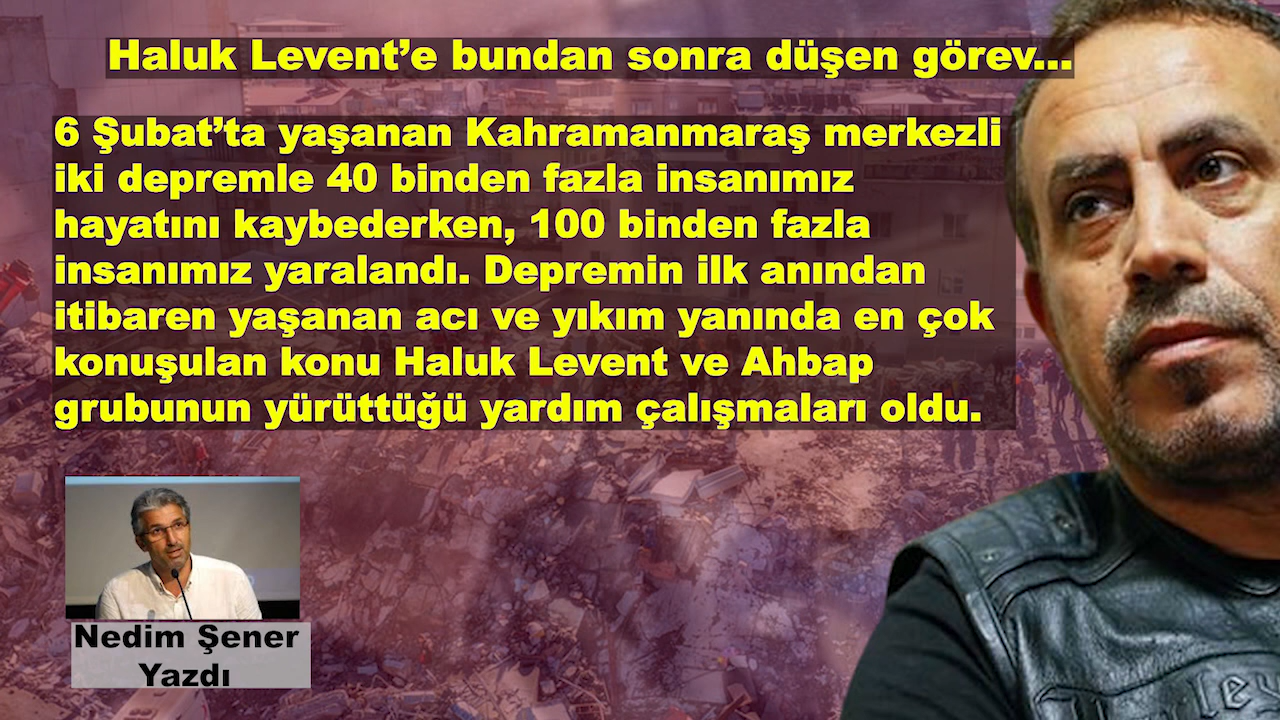 Haluk Levent’e bundan sonra düşen görev...
6 Şubat’ta yaşanan Kahramanmaraş merkezli
iki depremle 40 binden fazla insanımız
hayatını kaybederken, 100 binden fazla
insanımız yaralandı. Depremin ilk anından
itibaren yaşanan acı ve yıkım yanında en çok
konuşulan konu Haluk Levent ve Ahbap
grubunun yürüttüğü yardım çalışmaları oldu.
Nedim Şener
Yazdı